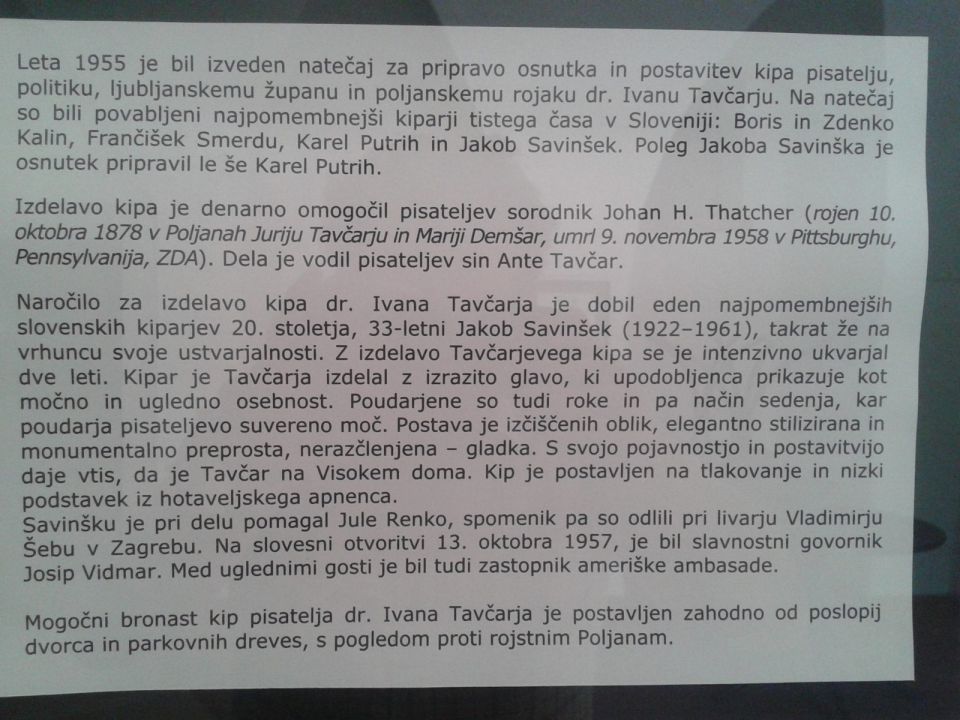 Leta 1955 je bil izveden natečaj za pripravo osnutka in postavitev kipa pisatelju,
politiku, ljubljanskemu županu in poljanskemu rojaku dr. Ivanu Tavčarju. Na natečaj
so bili povabljeni najpomembnejši kiparji tistega časa v Sloveniji: Boris in Zdenko
Kalin, Frančišek Smerdu, Karel Putrih in Jakob Savinšek. Poleg Jakoba Savinška je
osnutek pripravil le še Karel Putrih.
Izdelavo kipa je denarno omogočil pisateljev sorodnik Johan H. Thatcher (rojen 10.
oktobra 1878 v Poljanah Juriju Tavčarju in Mariji Demšar, umrl 9. novembra 1958 v Pittsburghu,
Pennsylvanija, ZDA). Dela je vodil pisateljev sin Ante Tavčar.
Naročilo za izdelavo kipa dr. Ivana Tavčarja je dobil eden najpomembnejših
slovenskih kiparjev 20. stoletja, 33-letni Jakob Savinšek (1922–1961), takrat že na
vrhuncu svoje ustvarjalnosti. Z izdelavo Tavčarjevega kipa se je intenzivno ukvarjal
dve leti. Kipar je Tavčarja izdelal z izrazito glavo, ki upodobljenca prikazuje kot
močno in ugledno osebnost. Poudarjene so tudi roke in pa način sedenja, kar
poudarja pisateljevo suvereno moč. Postava je izčiščenih oblik, elegantno stilizirana in
monumentalno preprosta, nerazčlenjena – gladka. S svojo pojavnostjo in postavitvijo
daje vtis, da je Tavčar na Visokem doma. Kip je postavljen na tlakovanje in nizki
podstavek iz hotaveljskega apnenca.
Savinšku je pri delu pomagal Jule Renko, spomenik pa so odlili pri livarju Vladimirju
Šebu v Zagrebu. Na slovesni otvoritvi 13. oktobra 1957, je bil slavnostni govornik
Josip Vidmar. Med uglednimi gosti je bil tudi zastopnik ameriške ambasade.
Mogočni bronast kip pisatelja dr. Ivana Tavčarja je postavljen zahodno od poslopij
dvorca in parkovnih dreves, s pogledom proti rojstnim Poljanam.